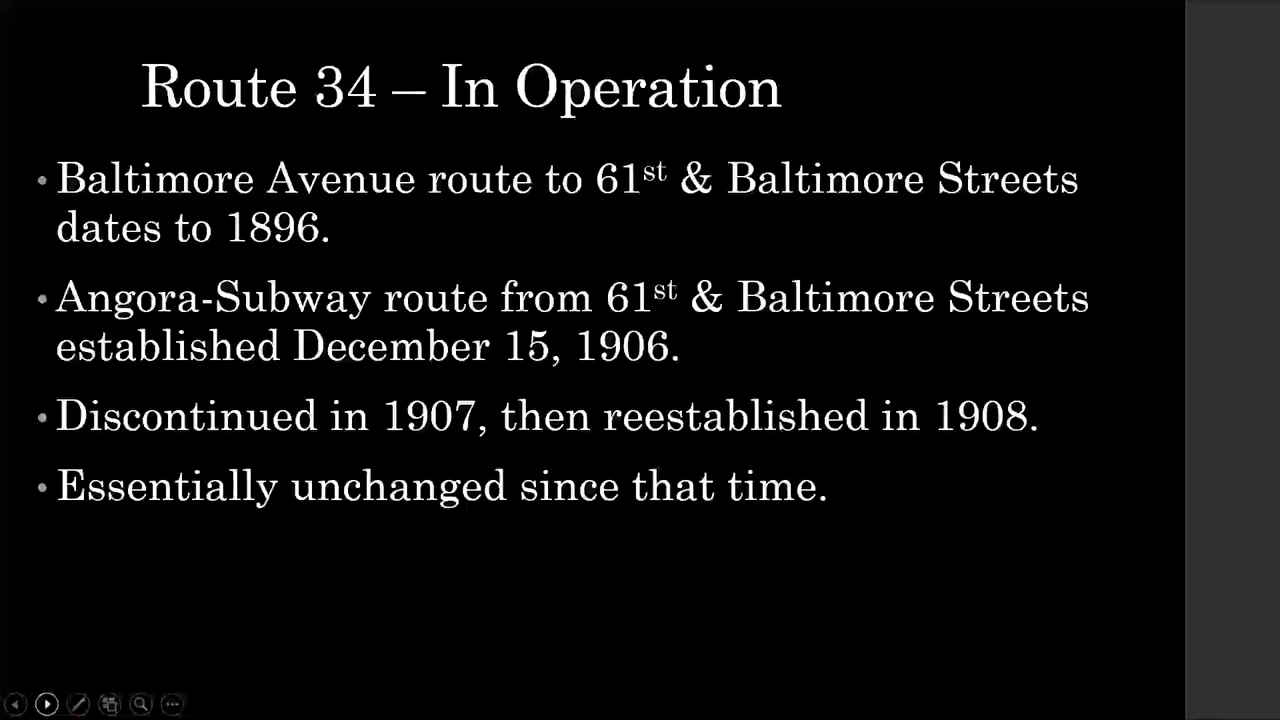 Route 34 – In Operation
• Baltimore Avenue route to 61st & Baltimore Streets
dates to 1896.
• Angora-Subway route from 61st & Baltimore Streets
established December 15, 1906.
• Discontinued in 1907, then reestablished in 1908.
• Essentially unchanged since that time.